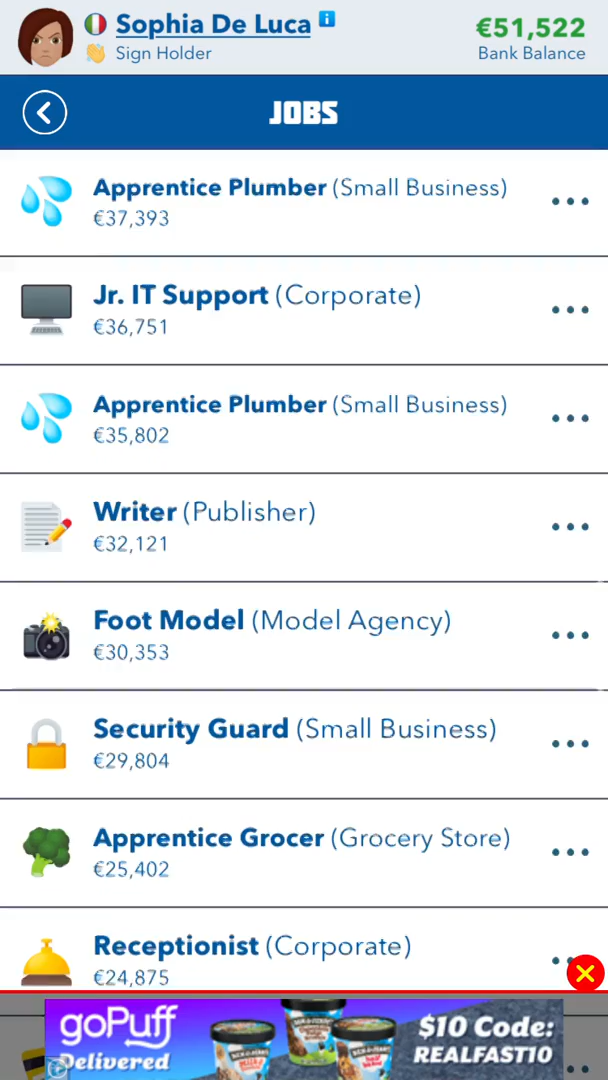 Sophia De Luca
€51,522
Sign Holder
Bank Balance
JOBS
Apprentice Plumber (Small Business)
€37,393
Jr. IT Support (Corporate)
€36,751
Apprentice Plumber (Small Business)
€35,802
Writer (Publisher)
€32,121
Foot Model (Model Agency)
€30,353
Security Guard (Small Business)
€29,804
Apprentice Grocer (Grocery Store)
€25,402
Receptionist (Corporate)
€24,875
goPuff
Delivered
$10 Code:
REALFAST10